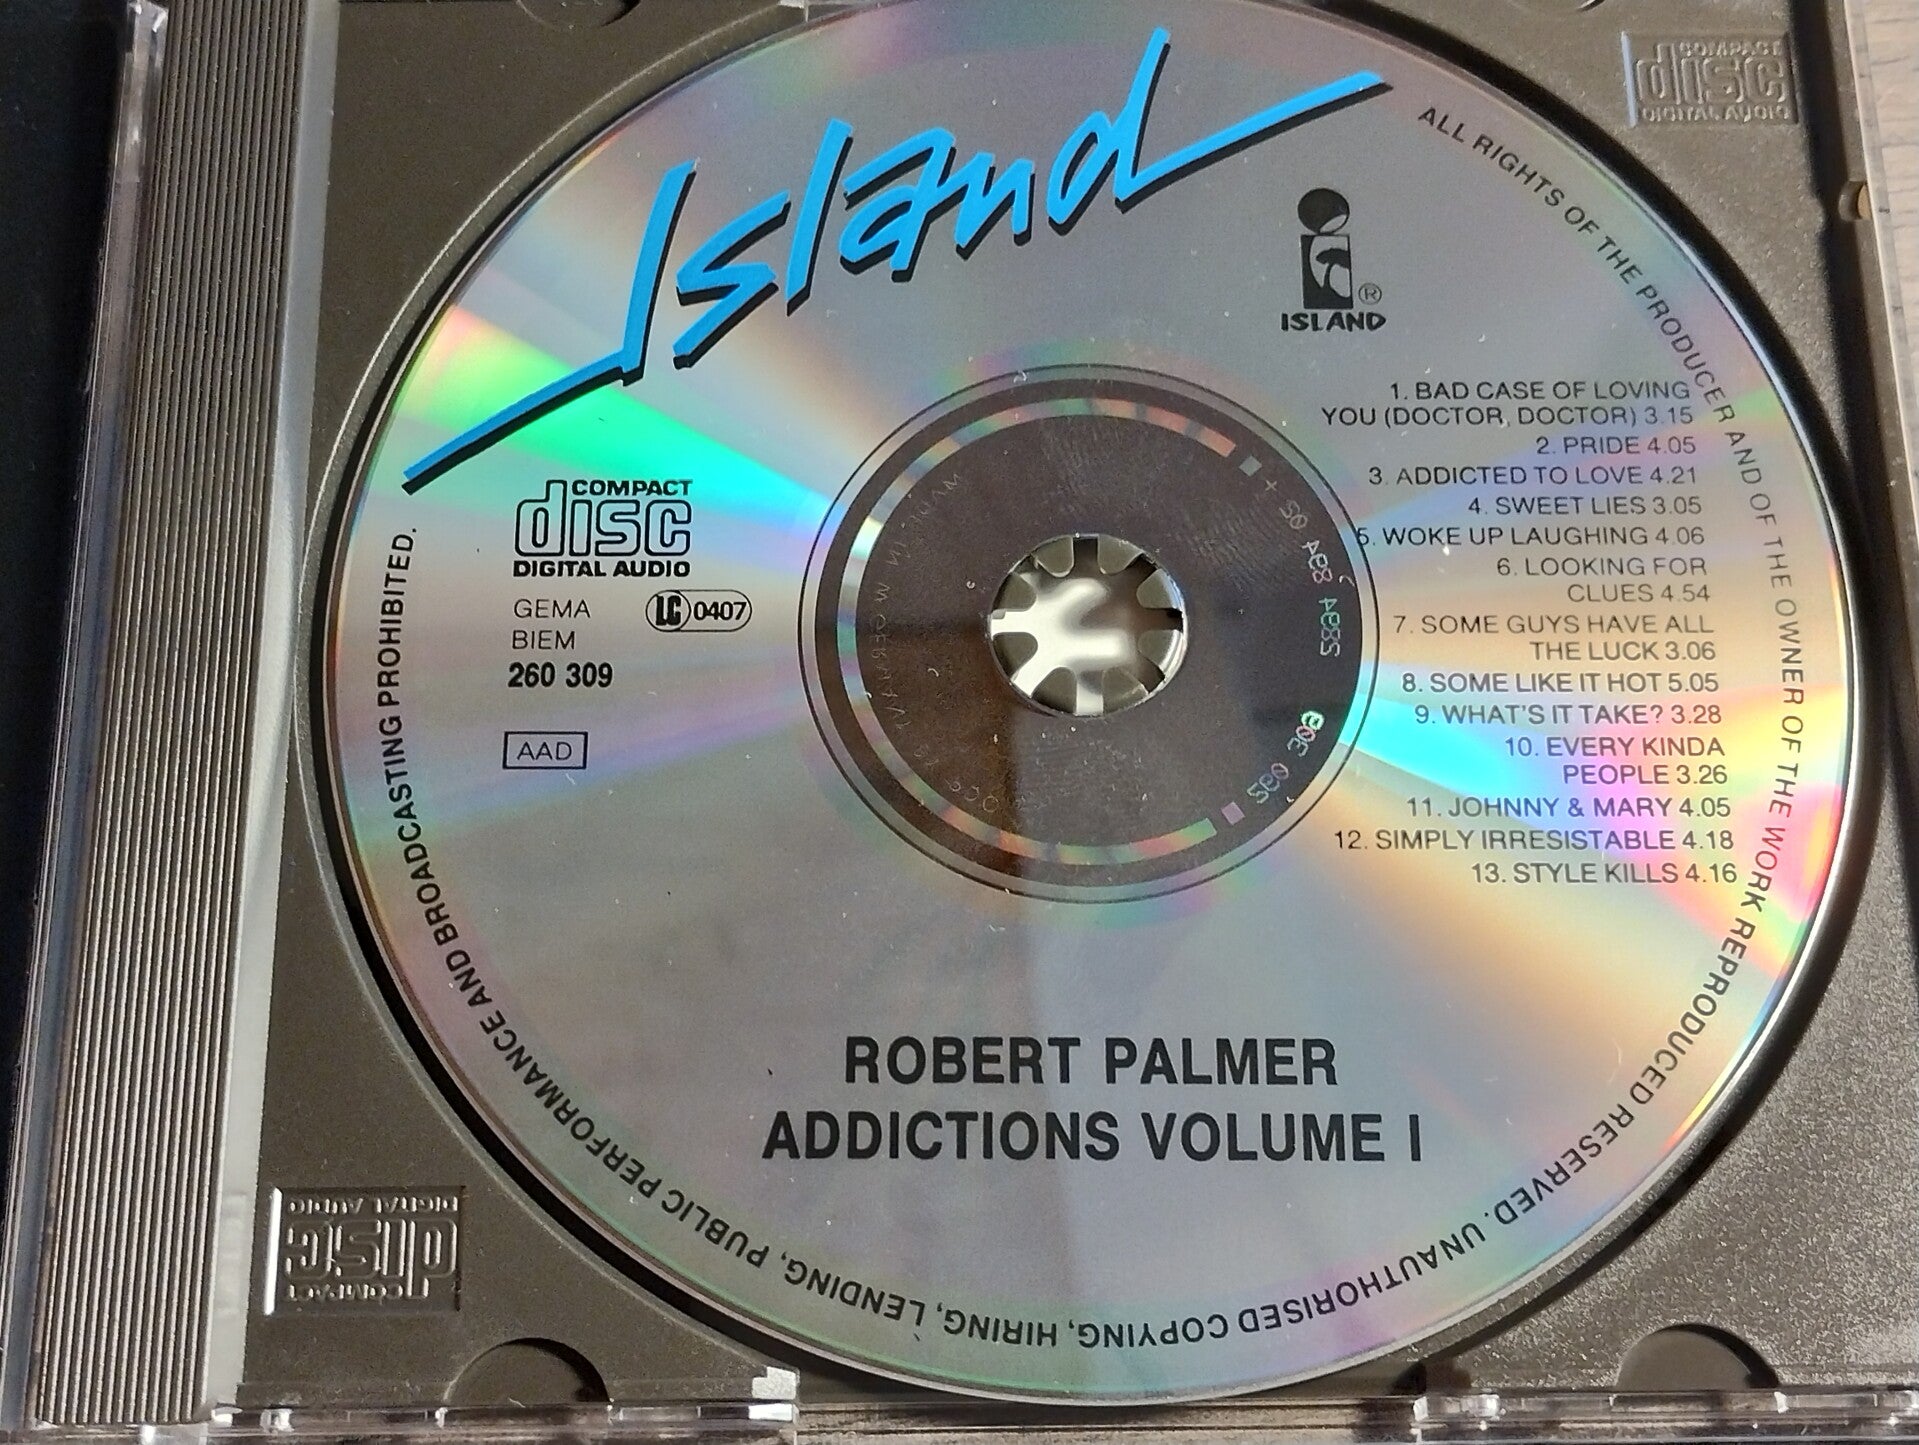 Island
COMPACT
disc
DIGITAL AUDIO
ISLAND
®
ALL RIGHTS OF THE PRODUCER AND OF THE OWNER OF THE WORK REPRODUCED RESERVED. UNAUTHORISED COPYING, HIRING, LENDING, PUBLIC PERFORMANCE AND BROADCASTING PROHIBITED.
1. BAD CASE OF LOVING
YOU (DOCTOR, DOCTOR) 3.15
2. PRIDE 4.05
3. ADDICTED TO LOVE 4.21
4. SWEET LIES 3.05
5. WOKE UP LAUGHING 4.06
6. LOOKING FOR
CLUES 4.54
7. SOME GUYS HAVE ALL
THE LUCK 3.06
8. SOME LIKE IT HOT 5.05
9. WHAT'S IT TAKE? 3.28
10. EVERY KINDA
PEOPLE 3.26
11. JOHNNY & MARY 4.05
12. SIMPLY IRRESISTABLE 4.18
13. STYLE KILLS 4.16
COMPACT
disc
DIGITAL AUDIO
GEMA
BIEM
LC 0407
260 309
AAD
ROBERT PALMER
ADDICTIONS VOLUME I
COMPACT
disc
DIGITAL AUDIO